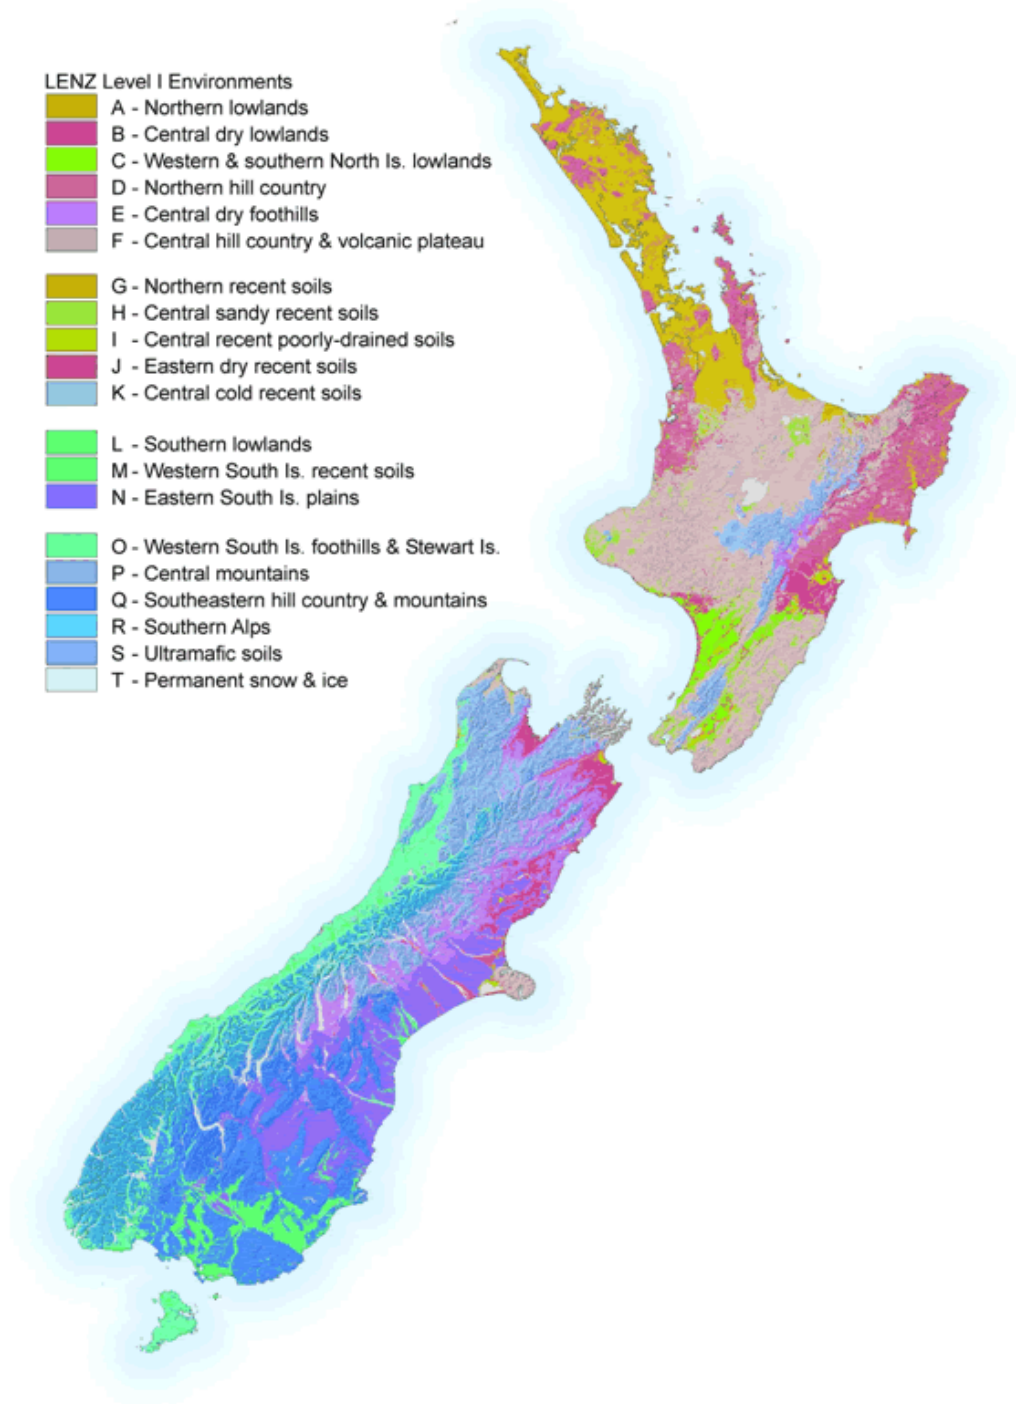 LENZ Level I Environments
A - Northern lowlands
B - Central dry lowlands
C - Western & southern North Is. lowlands
D - Northern hill country
E - Central dry foothills
F - Central hill country & volcanic plateau
G - Northern recent soils
H - Central sandy recent soils
I - Central recent poorly-drained soils
J - Eastern dry recent soils
K - Central cold recent soils
L - Southern lowlands
M - Western South Is. recent soils
N - Eastern South Is. plains
O - Western South Is. foothills & Stewart Is.
P - Central mountains
Q - Southeastern hill country & mountains
R - Southern Alps
S - Ultramafic soils
T - Permanent snow & ice